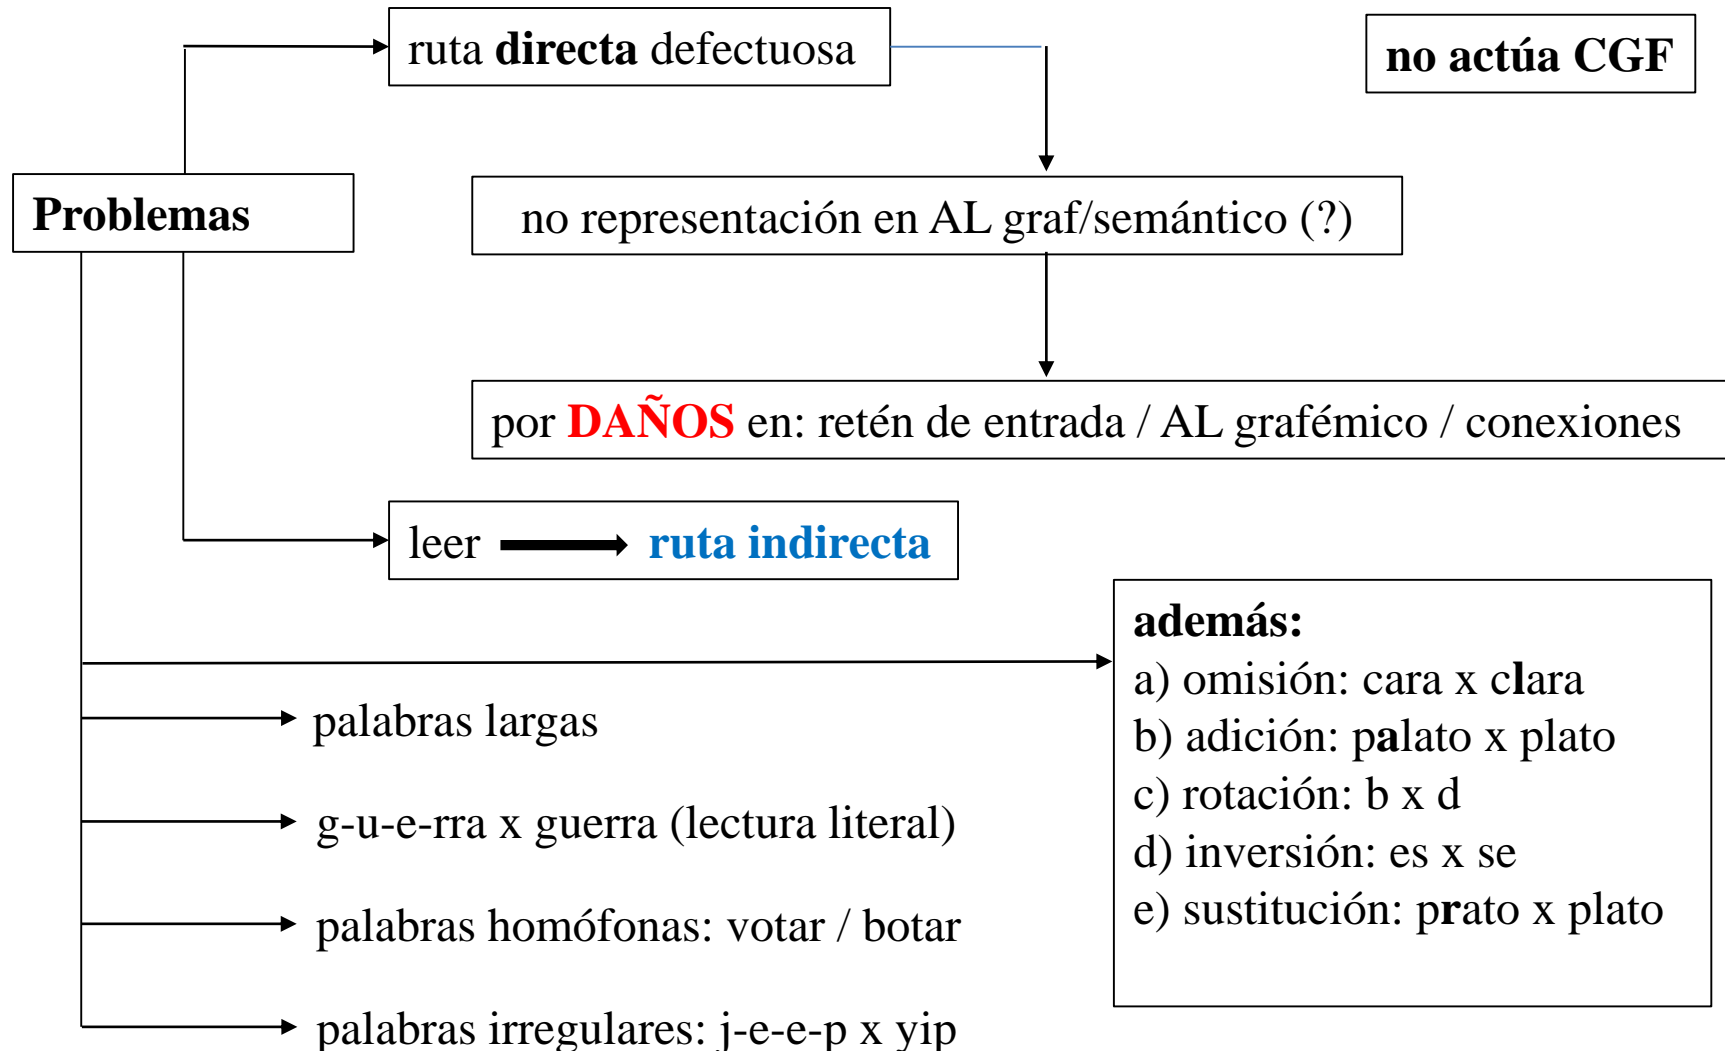 ruta directa defectuosa
no actúa CGF
Problemas
no representación en AL graf/semántico (?)
por DAÑOS en: retén de entrada / AL grafémico / conexiones
leer ruta indirecta
además:
a) omisión: cara x clara
b) adición: palato x plato
c) rotación: b x d
d) inversión: es x se
e) sustitución: prato x plato
palabras largas
g-u-e-rra x guerra (lectura literal)
palabras homófonas: votar / botar
palabras irregulares: j-e-e-p x yip